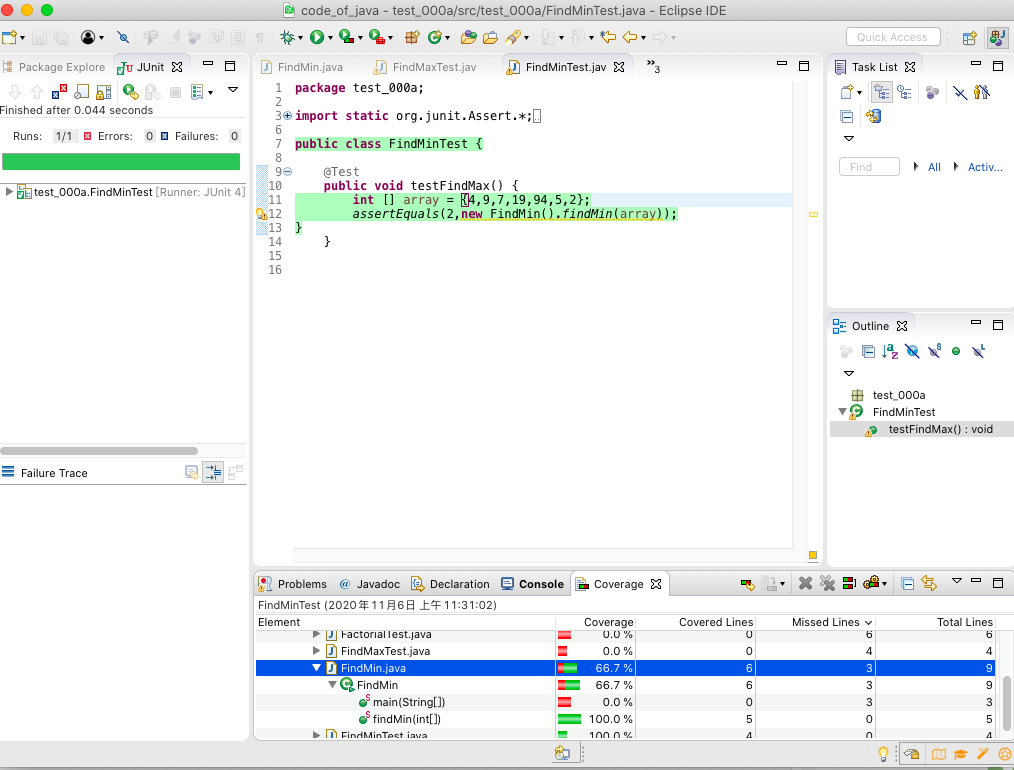 code_of_java - test_000a/src/test_000a/FindMinTest.java - Eclipse IDE
Quick Access
Package Explore
JUnit
Finished after 0.044 seconds
Runs: 1/1 Errors: 0 Failures: 0
test_000a.FindMinTest [Runner: JUnit 4]
Failure Trace
FindMin.java FindMaxTest.jav FindMinTest.jav »3
1 package test_000a;
2
3 import static org.junit.Assert.*;
6
7 public class FindMinTest {
8
9 @Test
10 public void testFindMax() {
11 int [] array = {4,9,7,19,94,5,2};
12 assertEquals(2,new FindMin().findMin(array));
13 }
14 }
15
16
Task List
Find All Activ...
Outline
test_000a
FindMinTest
testFindMax() : void
Problems @ Javadoc Declaration Console Coverage
FindMinTest (2020年11月6日 上午11:31:02)
Element Coverage Covered Lines Missed Lines Total Lines
FactorialTest.java 0.0 % 0 6 6
FindMaxTest.java 0.0 % 0 4 4
FindMin.java 66.7 % 6 3 9
FindMin 66.7 % 6 3 9
main(String[]) 0.0 % 0 3 3
findMin(int[]) 100.0 % 5 0 5
FindMinTest.java 100.0 % 4 0 4